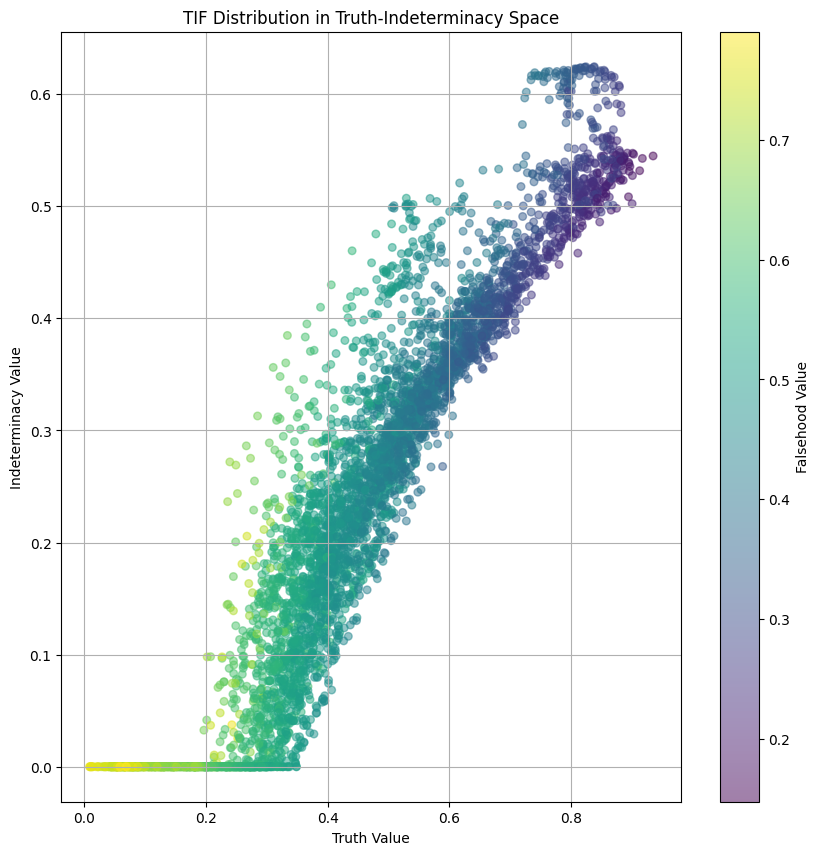 TIF Distribution in Truth-Indeterminacy Space
0.6
0.5
0.4
0.3
0.2
0.1
0.0
Indeterminacy Value
0.0 0.2 0.4 0.6 0.8
Truth Value
0.7
0.6
0.5
0.4
0.3
0.2
Falsehood Value